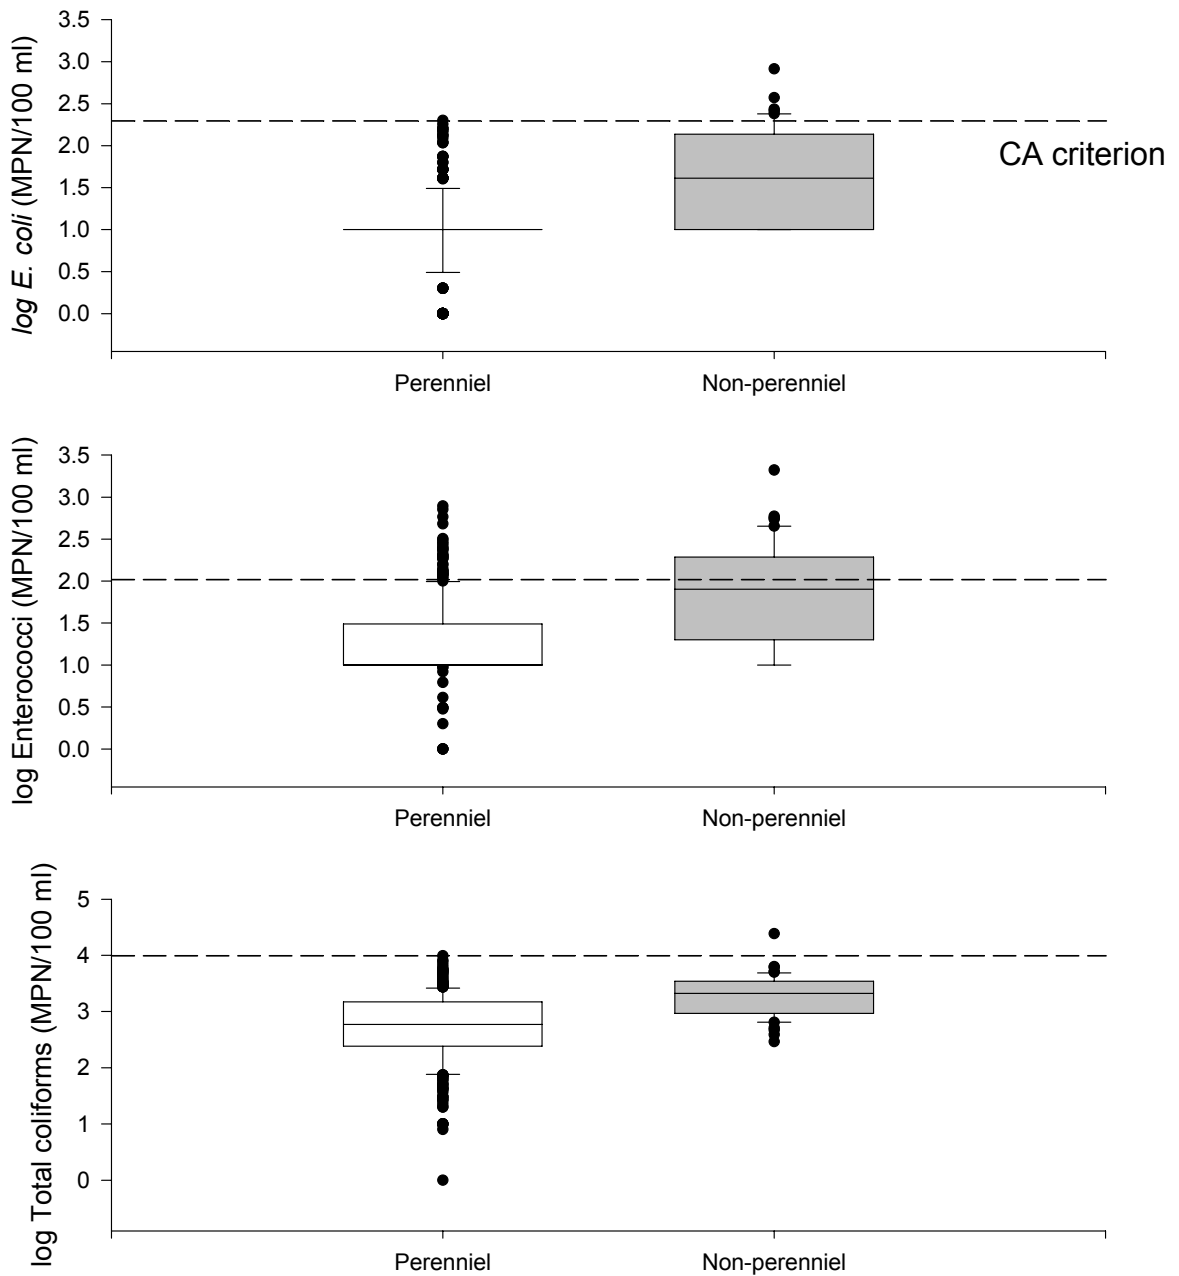 log E. coli (MPN/100 ml)
3.5
3.0
2.5
2.0
1.5
1.0
0.5
0.0
CA criterion
Perenniel
Non-perenniel
log Enterococci (MPN/100 ml)
3.5
3.0
2.5
2.0
1.5
1.0
0.5
0.0
Perenniel
Non-perenniel
log Total coliforms (MPN/100 ml)
5
4
3
2
1
0
Perenniel
Non-perenniel